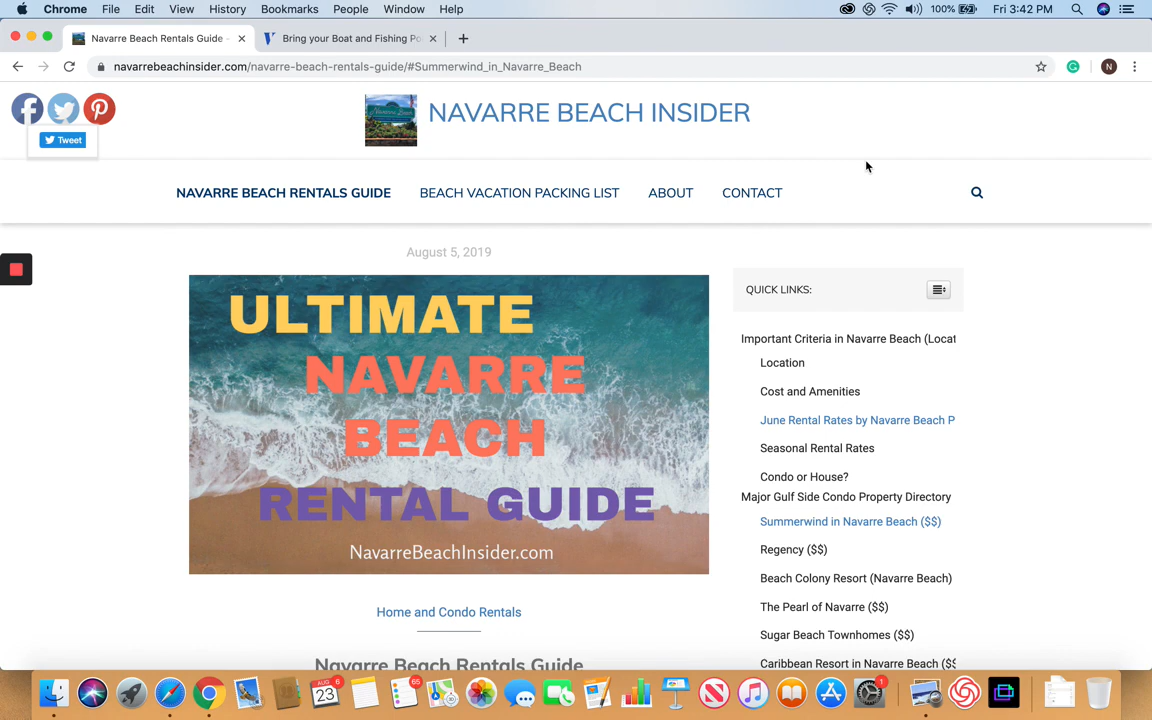 Chrome File Edit View History Bookmarks People Window Help 100% Fri 3:42 PM
Navarre Beach Rentals Guide - Bring your Boat and Fishing Po
navarrebeachinsider.com/navarre-beach-rentals-guide/#Summerwind_in_Navarre_Beach N
NAVARRE BEACH INSIDER
Tweet
NAVARRE BEACH RENTALS GUIDE BEACH VACATION PACKING LIST ABOUT CONTACT
August 5, 2019
ULTIMATE
NAVARRE
BEACH
RENTAL GUIDE
NavarreBeachInsider.com
Home and Condo Rentals
Navarre Beach Rentals Guide
QUICK LINKS:
Important Criteria in Navarre Beach (Locat
Location
Cost and Amenities
June Rental Rates by Navarre Beach P
Seasonal Rental Rates
Condo or House?
Major Gulf Side Condo Property Directory
Summerwind in Navarre Beach ($$)
Regency ($$)
Beach Colony Resort (Navarre Beach)
The Pearl of Navarre ($$)
Sugar Beach Townhomes ($$)
Caribbean Resort in Navarre Beach ($$
AUG 23 6 65 1